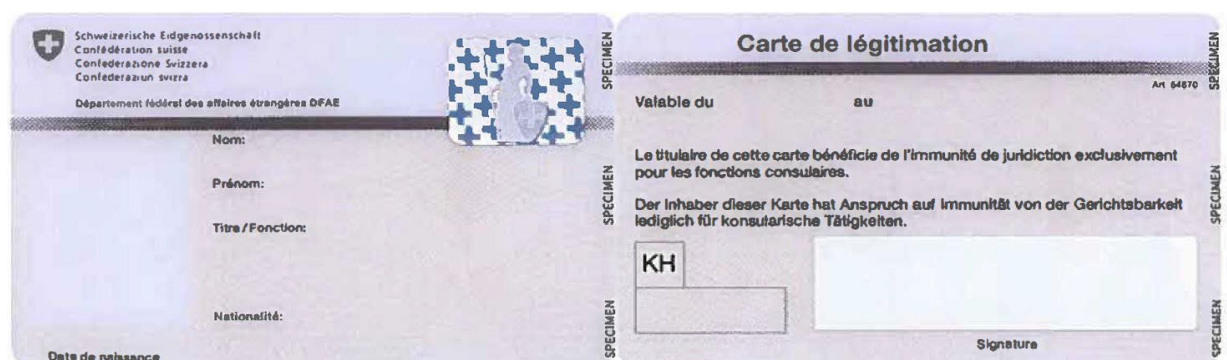 Schweizerische Eidgenossenschaft
Confédération suisse
Confederazione Svizzera
Confederaziun svizra
Département fédéral des affaires étrangères DFAE
Nom:
Prénom:
Titre/Fonction:
Nationalité:
Date de naissance
SPECIMEN
SPECIMEN
SPECIMEN
Carte de légitimation
Art 64670
Valable du au
Le titulaire de cette carte bénéficie de l'immunité de juridiction exclusivement
pour les fonctions consulaires.
Der Inhaber dieser Karte hat Anspruch auf Immunität von der Gerichtsbarkeit
lediglich für konsularische Tätigkeiten.
KH
Signature
SPECIMEN
SPECIMEN
SPECIMEN